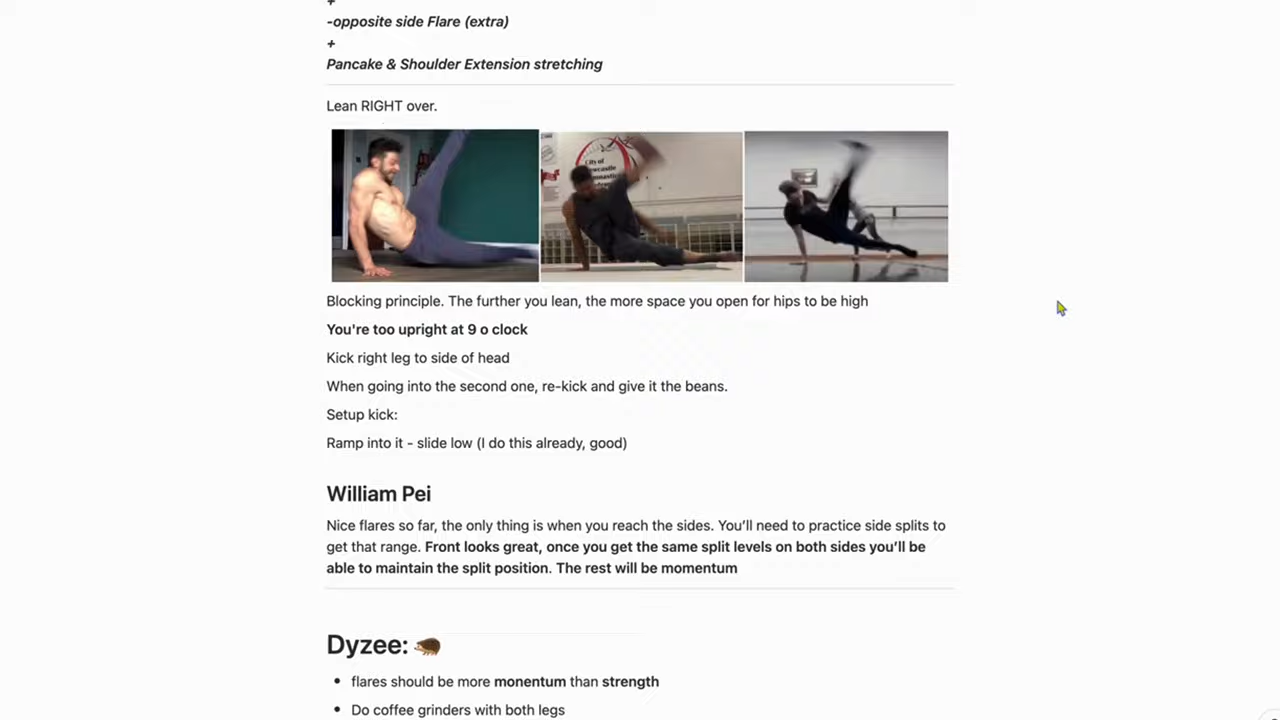 +
-opposite side Flare (extra)
+
Pancake & Shoulder Extension stretching
Lean RIGHT over.
City of
Newcastle
Blocking principle. The further you lean, the more space you open for hips to be high
You're too upright at 9 o clock
Kick right leg to side of head
When going into the second one, re-kick and give it the beans.
Setup kick:
Ramp into it - slide low (I do this already, good)
William Pei
Nice flares so far, the only thing is when you reach the sides. You’ll need to practice side splits to
get that range. Front looks great, once you get the same split levels on both sides you’ll be
able to maintain the split position. The rest will be momentum
Dyzee: 🦔
• flares should be more monentum than strength
• Do coffee grinders with both legs